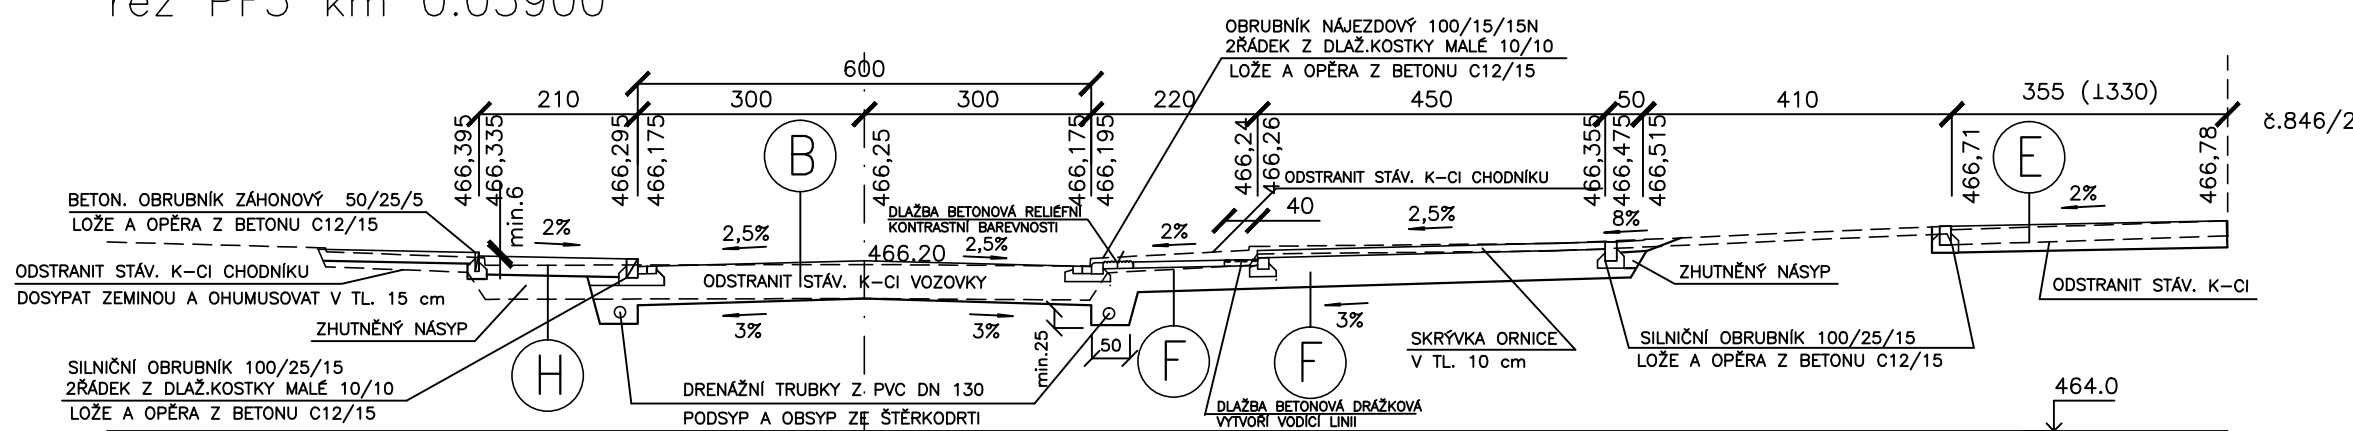 řez PF5 km 0.05900
OBRUBNÍK NÁJEZDOVÝ 100/15/15N
2ŘÁDEK Z DLAŽ.KOSTKY MALÉ 10/10
LOŽE A OPĚRA Z BETONU C12/15
600
210
300
300
220
450
50
410
355 (⊥330)
č.846/2
466,395
466,335
466,295
466,175
466,25
466,175
466,195
466,24
466,26
466,355
466,475
466,515
466,71
466,78
B
E
BETON. OBRUBNÍK ZÁHONOVÝ 50/25/5
LOŽE A OPĚRA Z BETONU C12/15
min.6
2%
2,5%
DLAŽBA BETONOVÁ RELIÉFNÍ
KONTRASTNÍ BAREVNOSTI
466.20
2,5%
2%
ODSTRANIT STÁV. K-CI CHODNÍKU
40
2,5%
8%
2%
ODSTRANIT STÁV. K-CI CHODNÍKU
DOSYPAT ZEMINOU A OHUMUSOVAT V TL. 15 cm
ODSTRANIT STÁV. K-CI VOZOVKY
ZHUTNĚNÝ NÁSYP
ODSTRANIT STÁV. K-CI
ZHUTNĚNÝ NÁSYP
3%
3%
min.25
50
3%
H
F
F
SKRÝVKA ORNICE
V TL. 10 cm
SILNIČNÍ OBRUBNÍK 100/25/15
LOŽE A OPĚRA Z BETONU C12/15
SILNIČNÍ OBRUBNÍK 100/25/15
2ŘÁDEK Z DLAŽ.KOSTKY MALÉ 10/10
LOŽE A OPĚRA Z BETONU C12/15
DRENÁŽNÍ TRUBKY Z PVC DN 130
PODSYP A OBSYP ZE ŠTĚRKODRTI
DLAŽBA BETONOVÁ DRÁŽKOVÁ
VYTVOŘÍ VODÍCÍ LINII
464.0